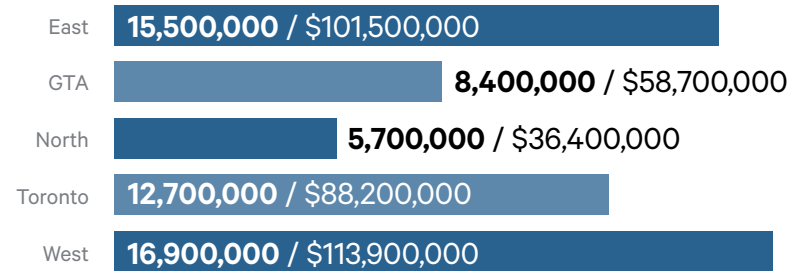 East 15,500,000 / $101,500,000
GTA 8,400,000 / $58,700,000
North 5,700,000 / $36,400,000
Toronto 12,700,000 / $88,200,000
West 16,900,000 / $113,900,000